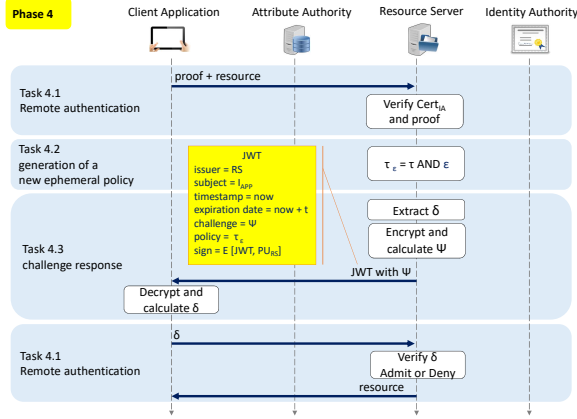 Phase 4
Client Application
Attribute Authority
Resource Server
Identity Authority
Task 4.1
Remote authentication
proof + resource
Verify Cert_IA
and proof
Task 4.2
generation of a
new ephemeral policy
τ_ε = τ AND ε
JWT
issuer = RS
subject = I_APP
timestamp = now
expiration date = now + t
challenge = Ψ
policy = τ_ε
sign = E [JWT, PU_RS]
Task 4.3
challenge response
Extract δ
Encrypt and
calculate Ψ
JWT with Ψ
Decrypt and
calculate δ
Task 4.1
Remote authentication
δ
Verify δ
Admit or Deny
resource